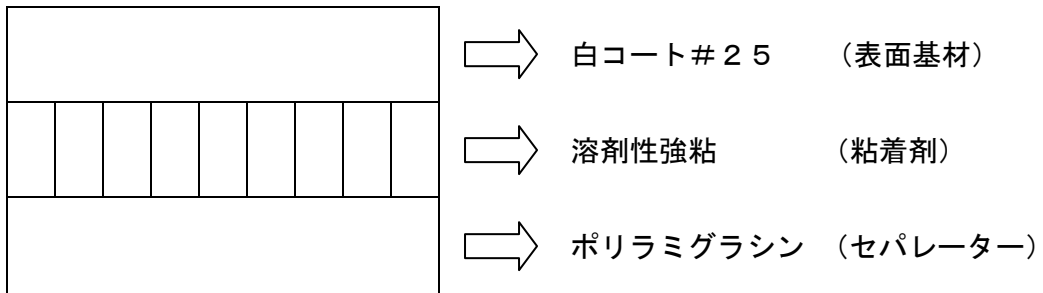 白コート＃２５　（表面基材）
溶剤性強粘　（粘着剤）
ポリラミグラシン　（セパレーター）